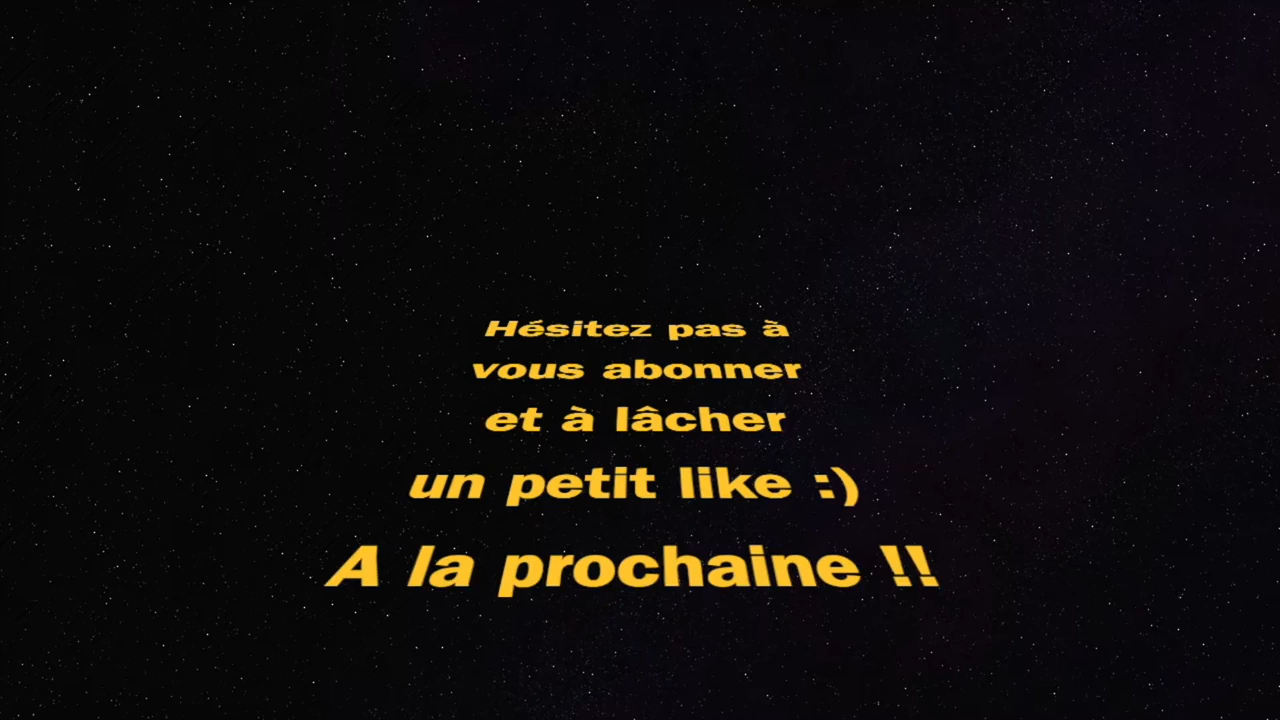 Hésitez pas à
vous abonner
et à lâcher
un petit like :)
A la prochaine !!